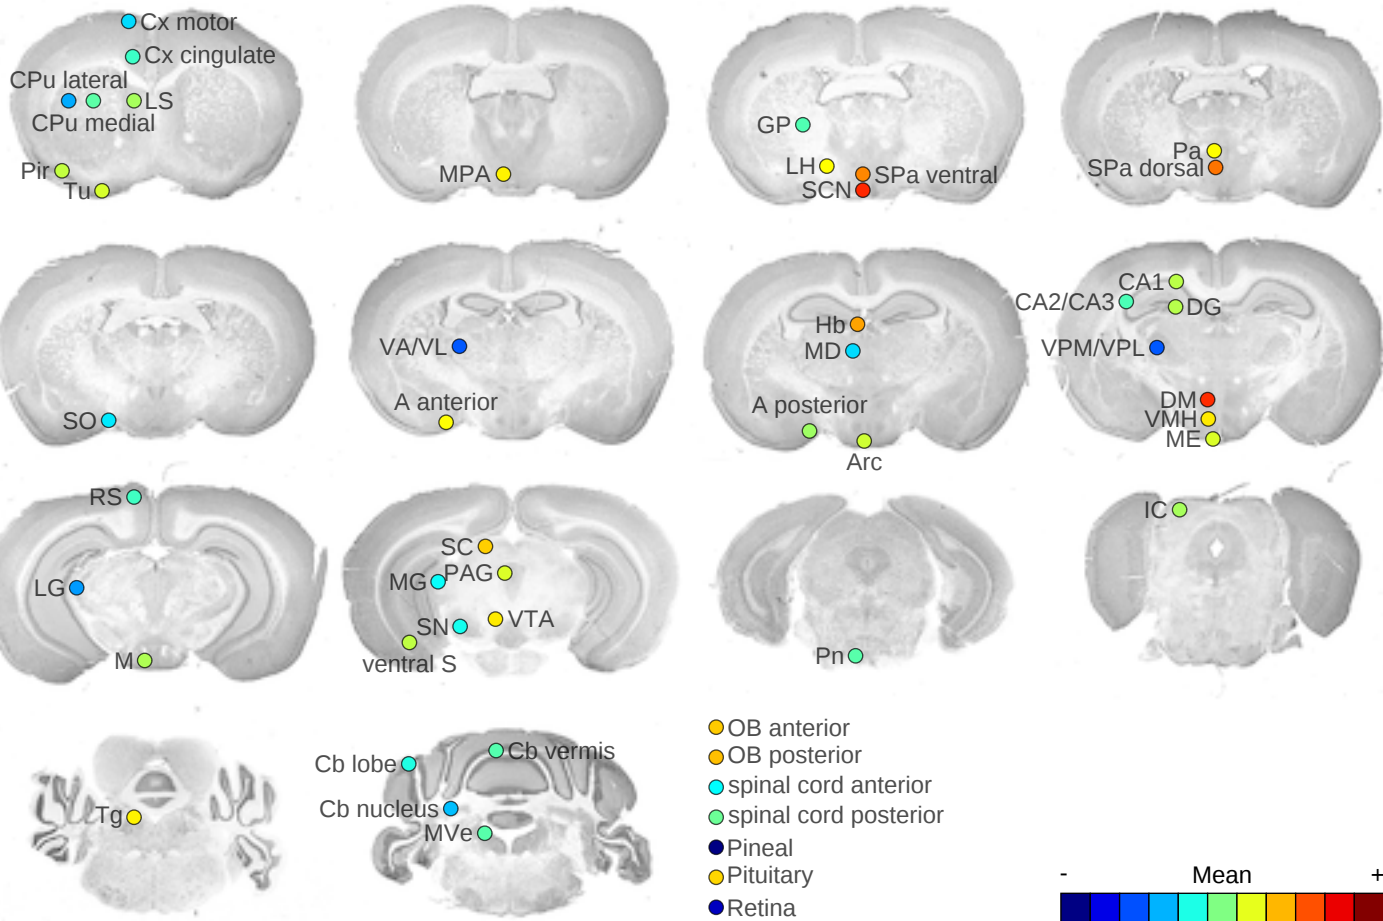 Cx motor
Cx cingulate
CPu lateral
LS
CPu medial
Pir
Tu
MPA
GP
LH
SPa ventral
SCN
Pa
SPa dorsal
SO
VA/VL
A anterior
Hb
MD
A posterior
Arc
CA1
CA2/CA3
DG
VPM/VPL
DM
VMH
ME
RS
LG
M
SC
MG
PAG
SN
VTA
ventral S
Pn
IC
Tg
Cb lobe
Cb vermis
Cb nucleus
MVe
OB anterior
OB posterior
spinal cord anterior
spinal cord posterior
Pineal
Pituitary
Retina
- Mean +